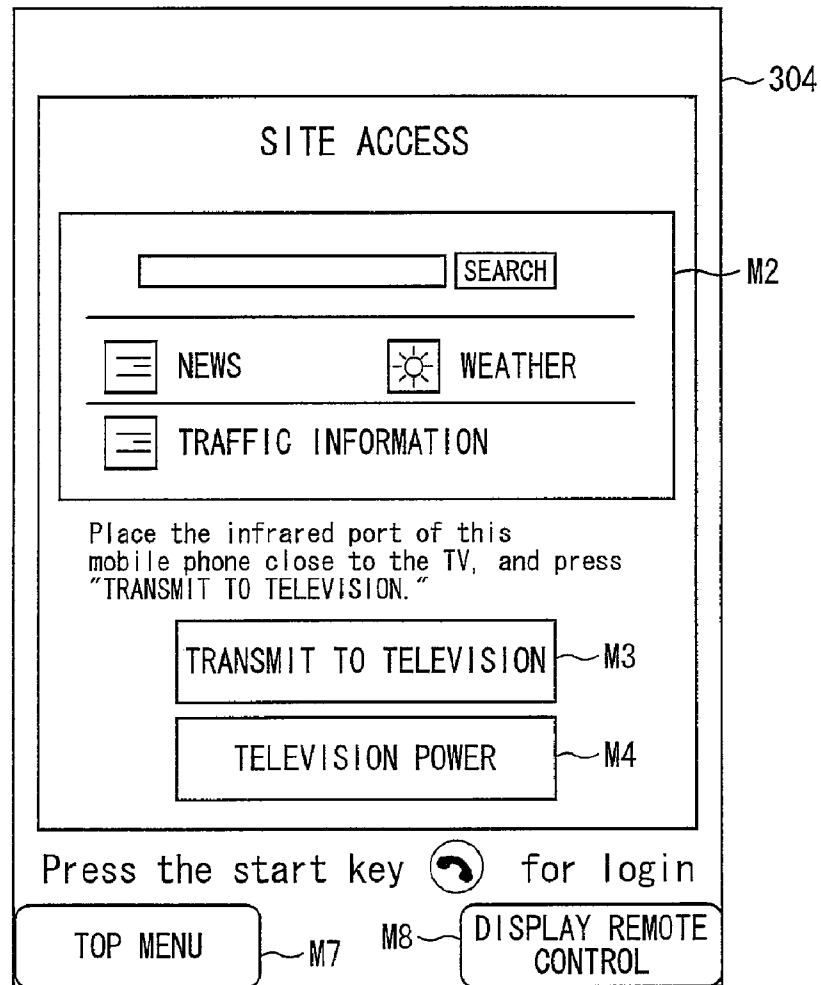 304
SITE ACCESS
SEARCH
M2
NEWS WEATHER
TRAFFIC INFORMATION
Place the infrared port of this
mobile phone close to the TV, and press
"TRANSMIT TO TELEVISION."
TRANSMIT TO TELEVISION M3
TELEVISION POWER M4
Press the start key for login
TOP MENU M7 M8 DISPLAY REMOTE
CONTROL